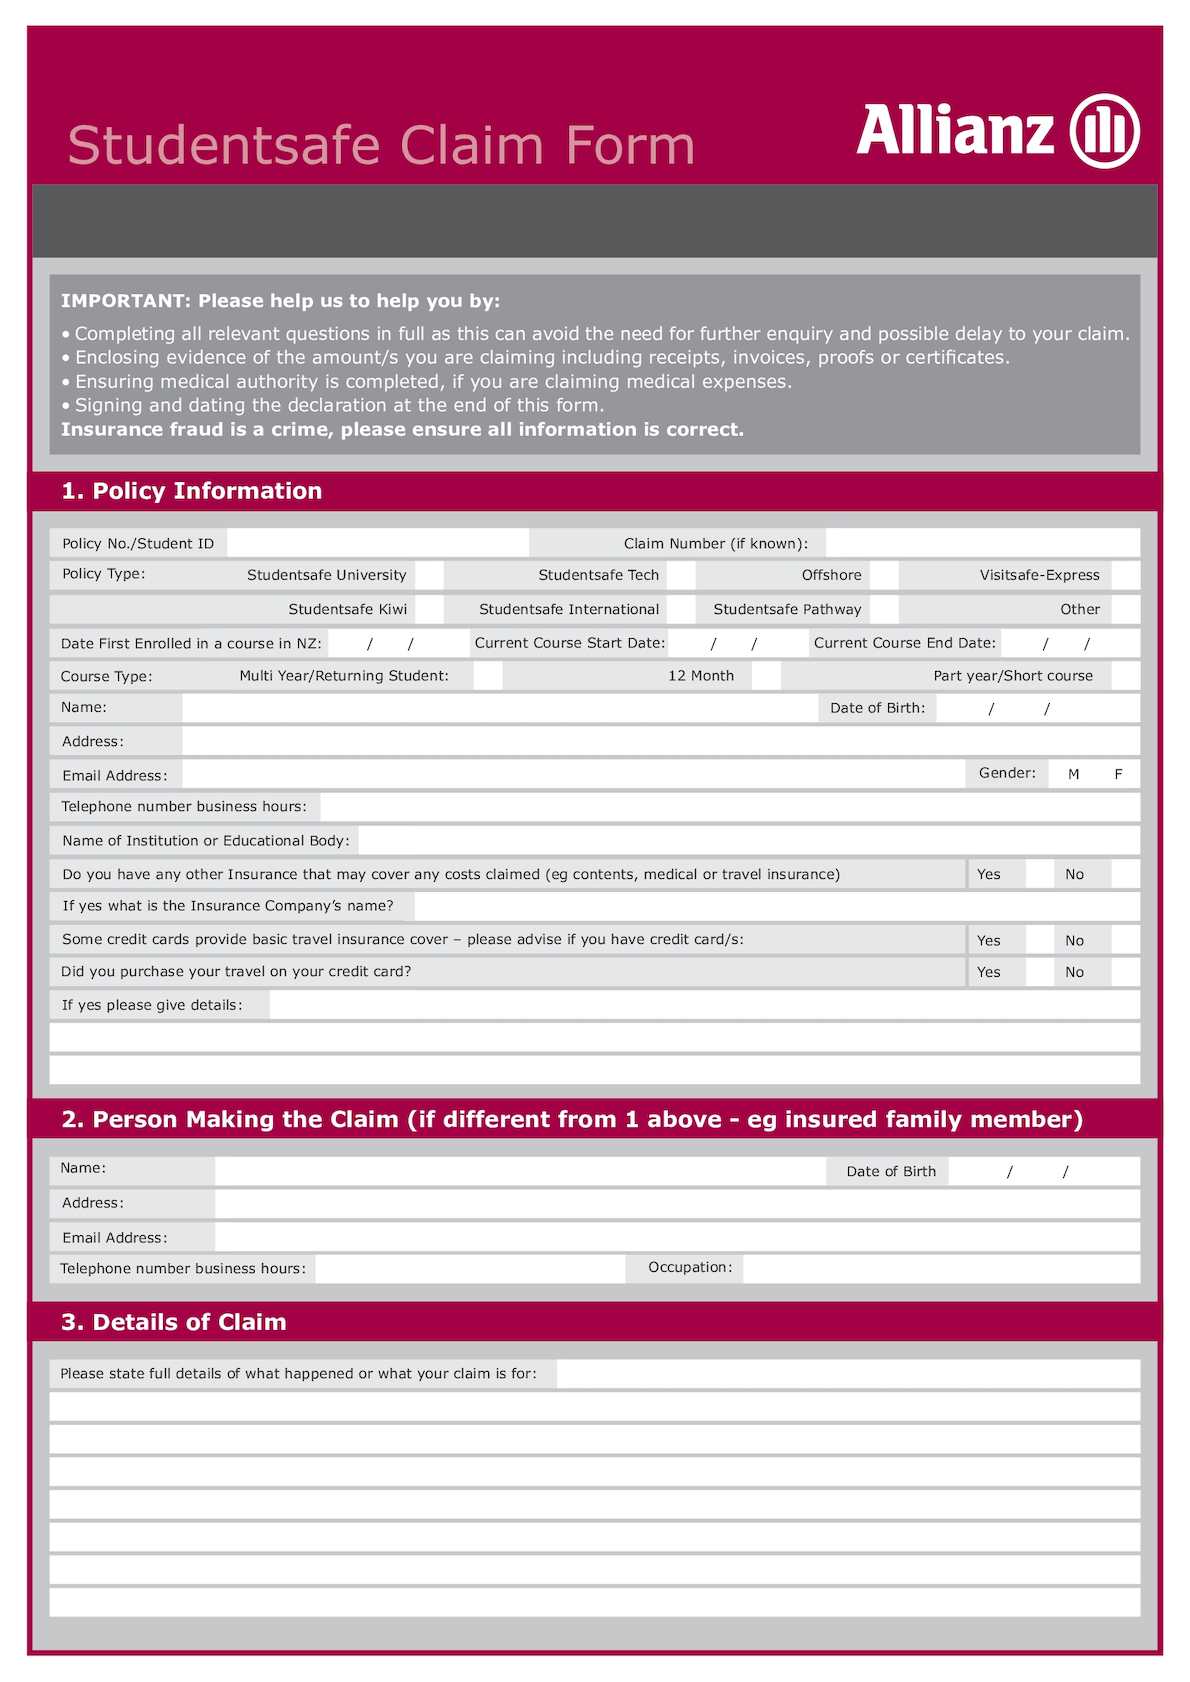 Studentsafe Claim Form
Allianz
IMPORTANT: Please help us to help you by:
• Completing all relevant questions in full as this can avoid the need for further enquiry and possible delay to your claim.
• Enclosing evidence of the amount/s you are claiming including receipts, invoices, proofs or certificates.
• Ensuring medical authority is completed, if you are claiming medical expenses.
• Signing and dating the declaration at the end of this form.
Insurance fraud is a crime, please ensure all information is correct.
1. Policy Information
Policy No./Student ID Claim Number (if known):
Policy Type: Studentsafe University Studentsafe Tech Offshore Visitsafe-Express
Studentsafe Kiwi Studentsafe International Studentsafe Pathway Other
Date First Enrolled in a course in NZ: / / Current Course Start Date: / / Current Course End Date: / /
Course Type: Multi Year/Returning Student: 12 Month Part year/Short course
Name: Date of Birth: / /
Address:
Email Address: Gender: M F
Telephone number business hours:
Name of Institution or Educational Body:
Do you have any other Insurance that may cover any costs claimed (eg contents, medical or travel insurance) Yes No
If yes what is the Insurance Company’s name?
Some credit cards provide basic travel insurance cover – please advise if you have credit card/s: Yes No
Did you purchase your travel on your credit card? Yes No
If yes please give details:
2. Person Making the Claim (if different from 1 above - eg insured family member)
Name: Date of Birth / /
Address:
Email Address:
Telephone number business hours: Occupation:
3. Details of Claim
Please state full details of what happened or what your claim is for: